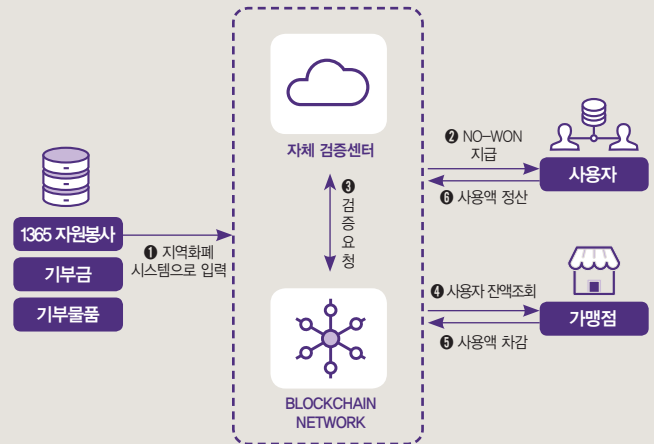 1365 자원봉사
기부금
기부물품
❶ 지역화폐
시스템으로 입력
자체 검증센터
❸
검
증
요
청
BLOCKCHAIN
NETWORK
❷ NO-WON
지급
❻ 사용액 정산
사용자
❹ 사용자 잔액조회
❺ 사용액 차감
가맹점